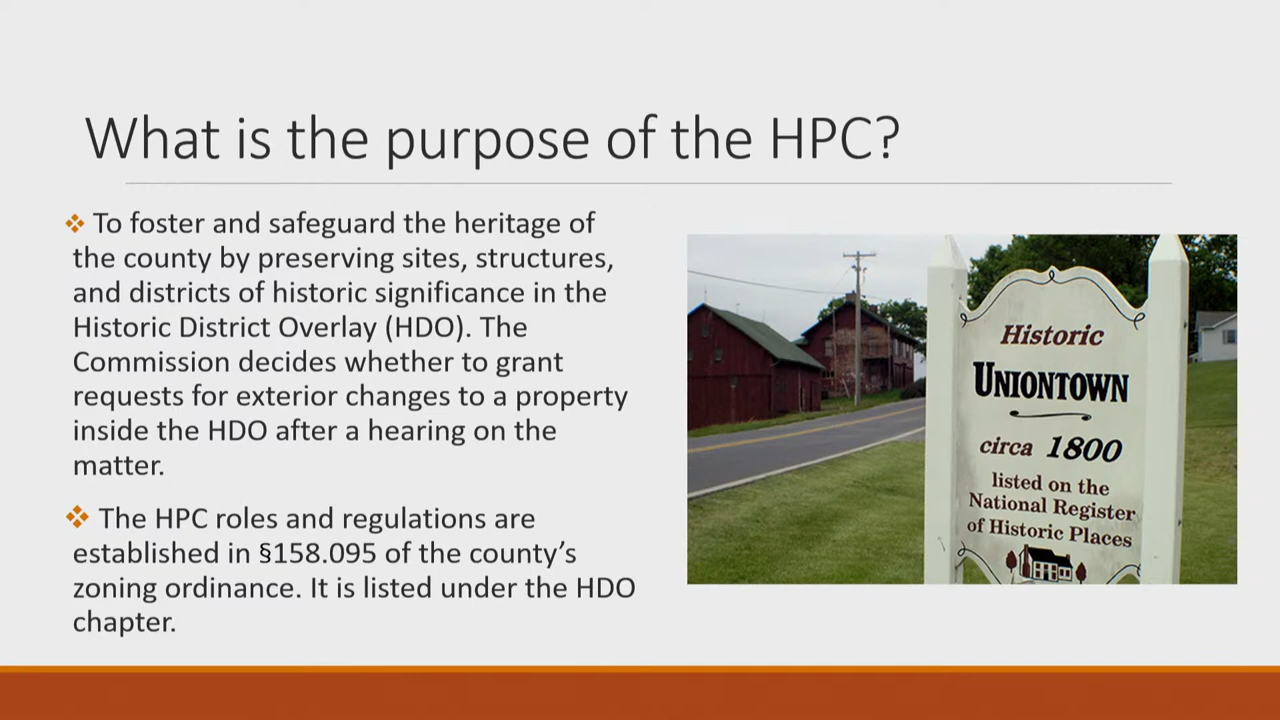 What is the purpose of the HPC?
❖ To foster and safeguard the heritage of
the county by preserving sites, structures,
and districts of historic significance in the
Historic District Overlay (HDO). The
Commission decides whether to grant
requests for exterior changes to a property
inside the HDO after a hearing on the
matter.
❖ The HPC roles and regulations are
established in §158.095 of the county’s
zoning ordinance. It is listed under the HDO
chapter.
Historic
UNIONTOWN
circa 1800
listed on the
National Register
of Historic Places